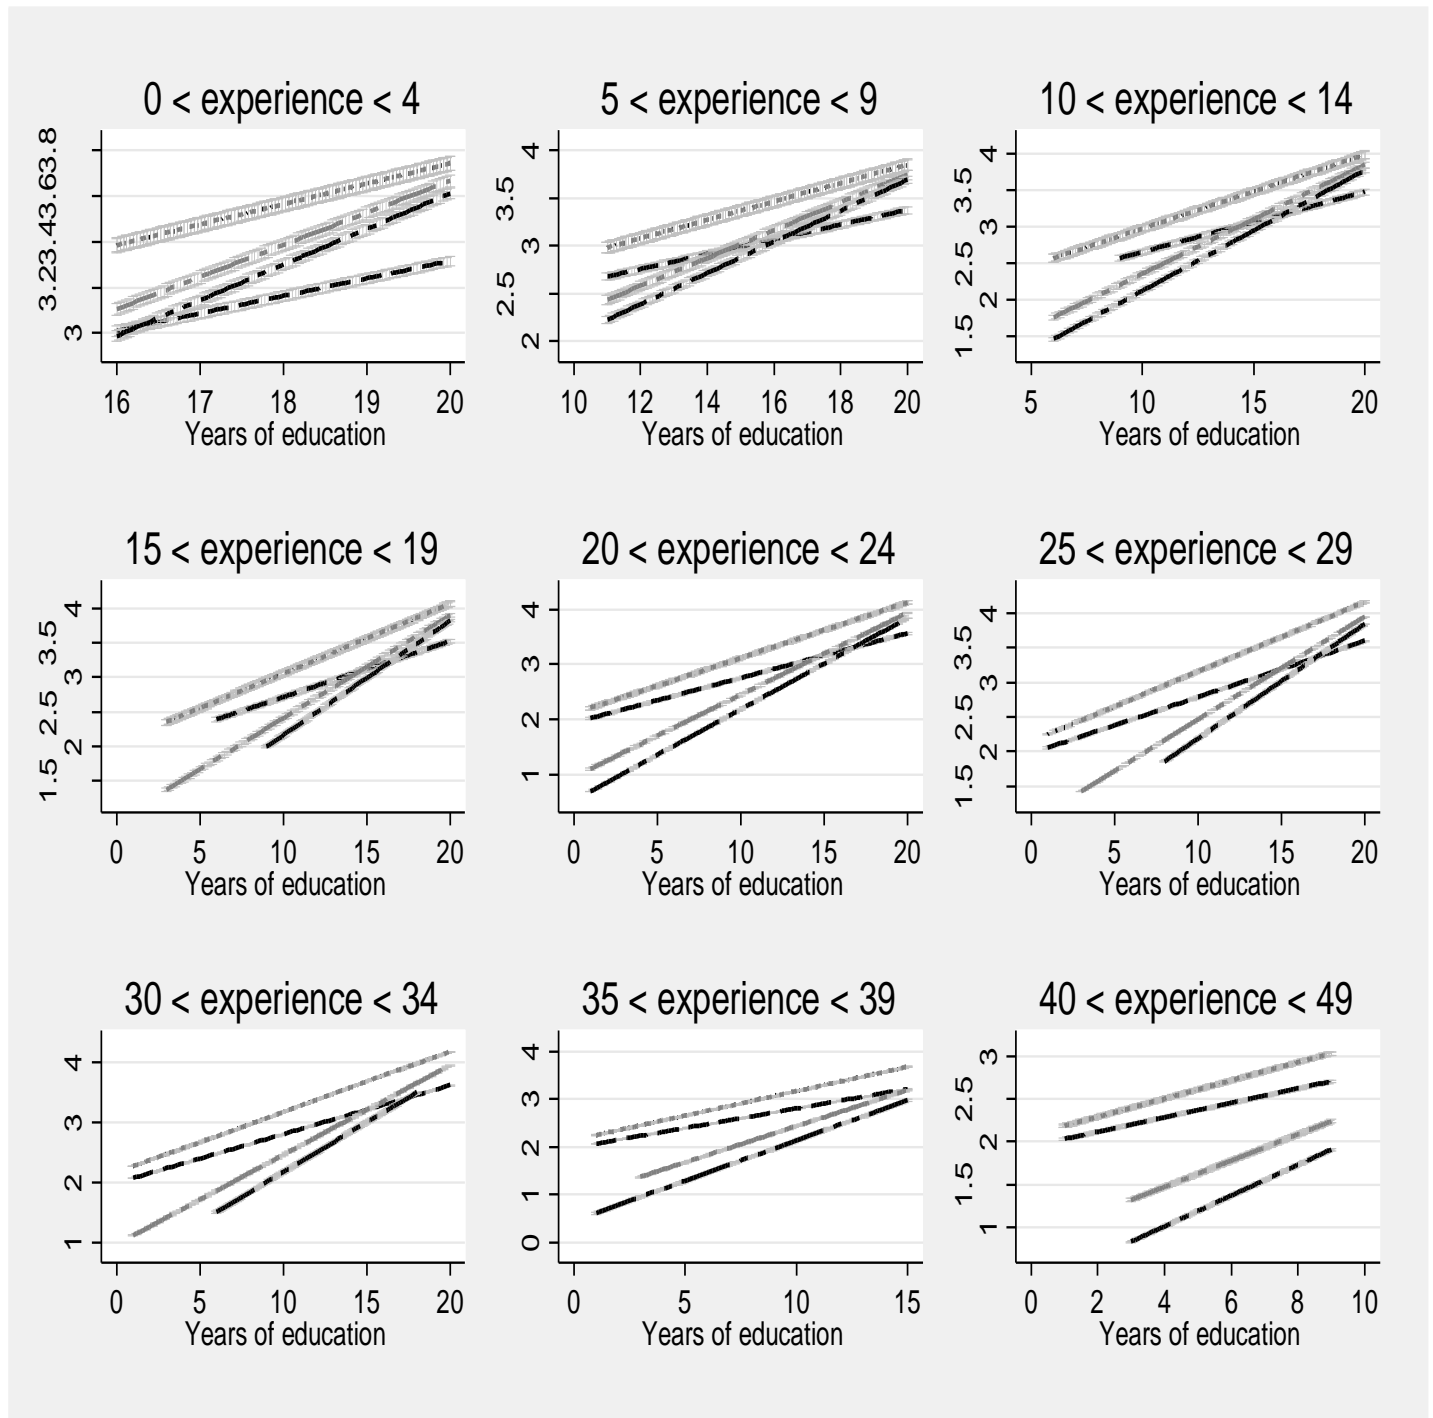 0 < experience < 4
3 3.23.43.63.8
16 17 18 19 20
Years of education
5 < experience < 9
2 2.5 3 3.5 4
10 12 14 16 18 20
Years of education
10 < experience < 14
1.5 2 2.5 3 3.5 4
5 10 15 20
Years of education
15 < experience < 19
1.5 2 2.5 3 3.5 4
0 5 10 15 20
Years of education
20 < experience < 24
1 2 3 4
0 5 10 15 20
Years of education
25 < experience < 29
1.5 2 2.5 3 3.5 4
0 5 10 15 20
Years of education
30 < experience < 34
1 2 3 4
0 5 10 15 20
Years of education
35 < experience < 39
0 1 2 3 4
0 5 10 15
Years of education
40 < experience < 49
1 1.5 2 2.5 3
0 2 4 6 8 10
Years of education